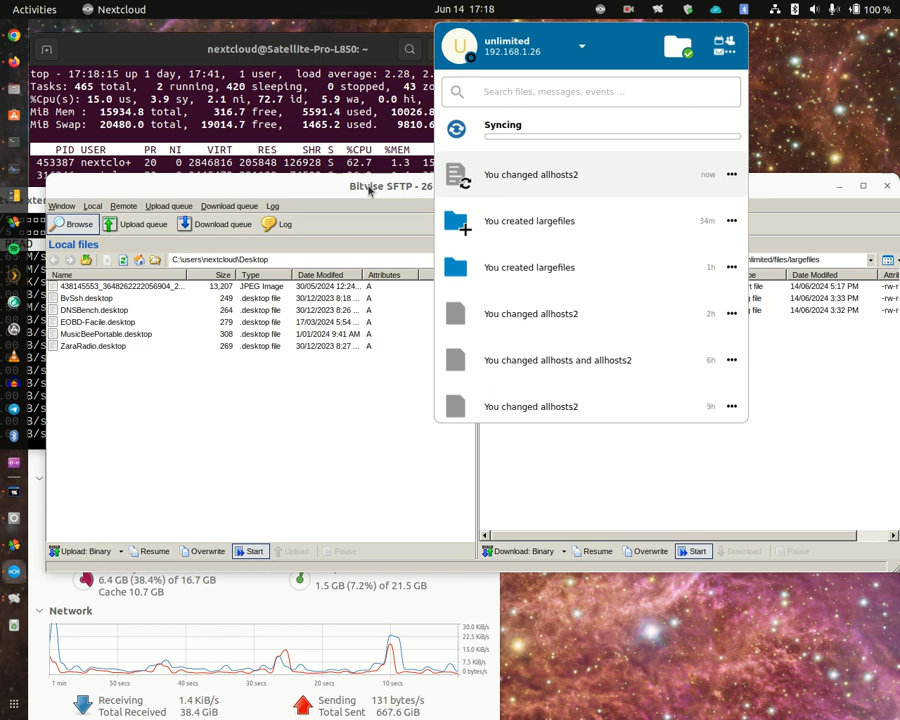 Activities Nextcloud Jun 14 17:18 100 %
nextcloud@Satellite-Pro-L850: ~
top - 17:18:15 up 1 day, 17:41, 1 user, load average: 2.28, 2.
Tasks: 465 total, 2 running, 420 sleeping, 0 stopped, 43 zo
%Cpu(s): 15.0 us, 3.9 sy, 2.1 ni, 72.7 id, 5.9 wa, 0.0 hi,
MiB Mem : 15934.8 total, 316.7 free, 5591.4 used, 10026.8
MiB Swap: 20480.0 total, 19014.7 free, 1465.2 used. 9810.6
PID USER PR NI VIRT RES SHR S %CPU %MEM
453387 nextclo+ 20 0 2846816 205848 126928 S 62.7 1.3 15
unlimited
192.168.1.26
Search files, messages, events ...
Syncing
You changed allhosts2 now
You created largefiles 34m
You created largefiles 1h
You changed allhosts2 2h
You changed allhosts and allhosts2 6h
You changed allhosts2 9h
Bitvise SFTP - 26
Window Local Remote Upload queue Download queue Log
Browse Upload queue Download queue Log
Local files
C:\users\nextcloud\Desktop
Name Size Type Date Modified Attributes
438145553_3648262222056904_2... 13,207 JPEG Image 30/05/2024 12:24... A
BvSsh.desktop 249 .desktop file 30/12/2023 8:18 ... A
DNSBench.desktop 264 .desktop file 30/12/2023 8:26 ... A
EOBD-Facile.desktop 279 .desktop file 17/03/2024 5:54 ... A
MusicBeePortable.desktop 308 .desktop file 1/01/2024 9:41 AM A
ZaraRadio.desktop 269 .desktop file 30/12/2023 8:27 ... A
nlimited/files/largefiles
pe Date Modified Attrib
t file 14/06/2024 5:17 PM -rw-r
file 14/06/2024 3:33 PM -rw-r
file 14/06/2024 3:32 PM -rw-r
Upload: Binary Resume Overwrite Start Upload Pause
Download: Binary Resume Overwrite Start Download Pause
6.4 GB (38.4%) of 16.7 GB
Cache 10.7 GB
1.5 GB (7.2%) of 21.5 GB
Network
30.0 KiB/s
22.5 KiB/s
15.0 KiB/s
7.5 KiB/s
0 bytes/s
1 min 50 secs 40 secs 30 secs 20 secs 10 secs
Receiving 1.4 KiB/s
Total Received 38.4 GiB
Sending 131 bytes/s
Total Sent 667.6 GiB